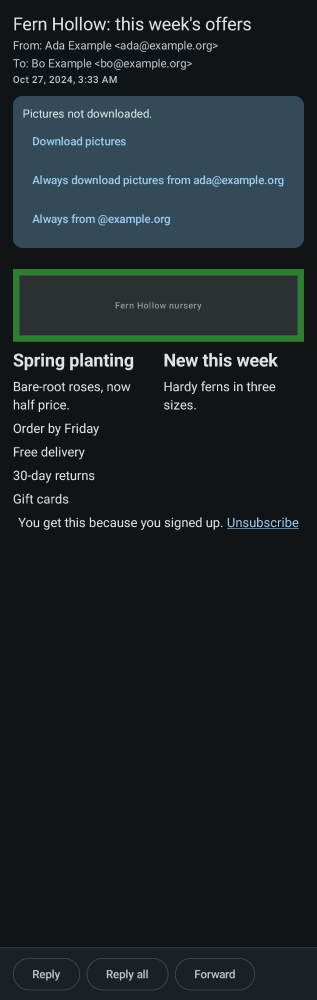 Fern Hollow: this week's offers
From: Ada Example <ada@example.org>
To: Bo Example <bo@example.org>
Oct 27, 2024, 3:33 AM
Pictures not downloaded.
Download pictures
Always download pictures from ada@example.org
Always from @example.org
Fern Hollow nursery
Spring planting
Bare-root roses, now
half price.
New this week
Hardy ferns in three
sizes.
Order by Friday
Free delivery
30-day returns
Gift cards
You get this because you signed up. Unsubscribe
Reply
Reply all
Forward